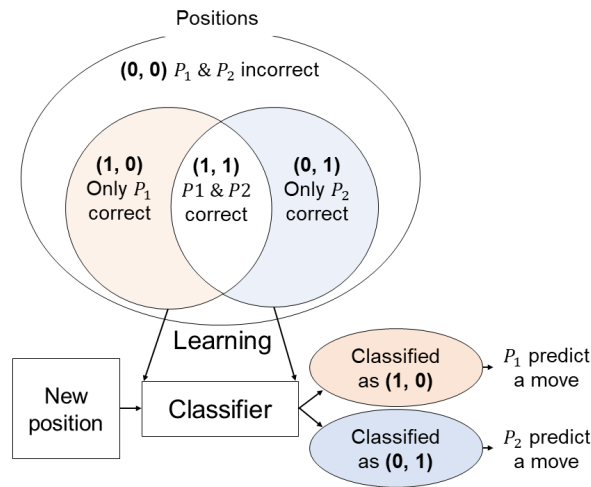 Positions
(0, 0) P₁ & P₂ incorrect
(1, 0)
Only P₁
correct
(1, 1)
P1 & P2
correct
(0, 1)
Only P₂
correct
Learning
New
position
Classifier
Classified
as (1, 0)
P₁ predict
a move
Classified
as (0, 1)
P₂ predict
a move